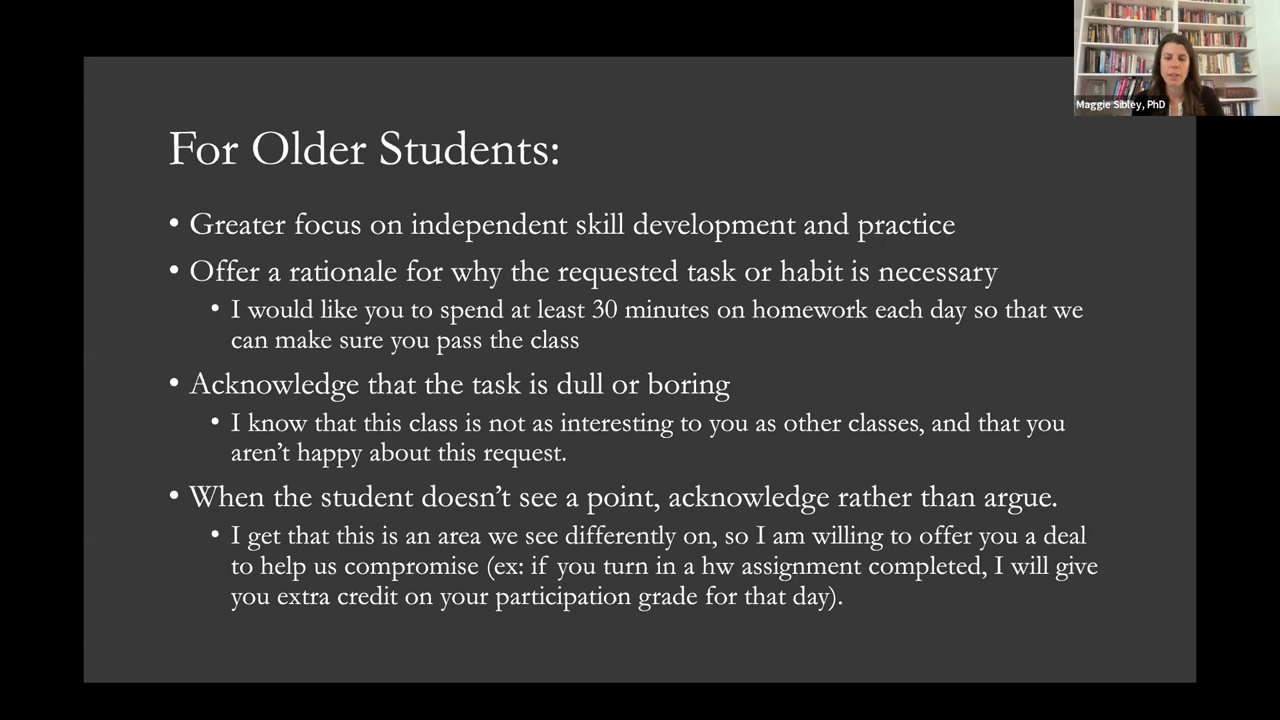 Maggie Sibley, PhD
For Older Students:
• Greater focus on independent skill development and practice
• Offer a rationale for why the requested task or habit is necessary
• I would like you to spend at least 30 minutes on homework each day so that we
can make sure you pass the class
• Acknowledge that the task is dull or boring
• I know that this class is not as interesting to you as other classes, and that you
aren't happy about this request.
• When the student doesn't see a point, acknowledge rather than argue.
• I get that this is an area we see differently on, so I am willing to offer you a deal
to help us compromise (ex: if you turn in a hw assignment completed, I will give
you extra credit on your participation grade for that day).